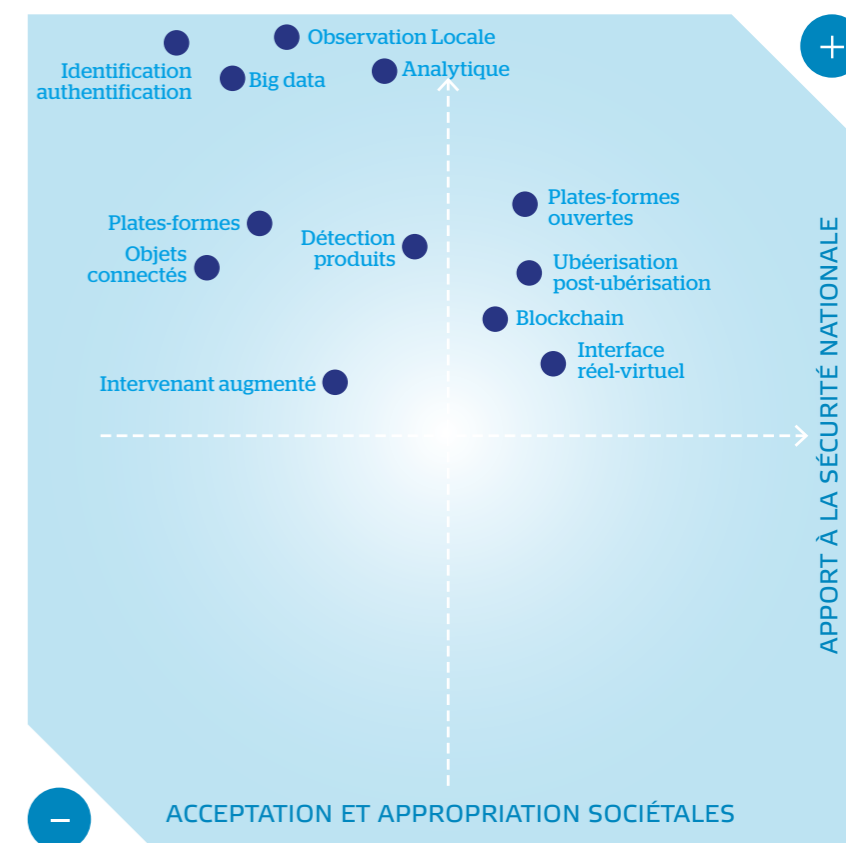 Observation Locale
+
Identification
authentification
Big data
Analytique
Plates-formes
Objets
connectés
Détection
produits
Plates-formes
ouvertes
Ubéerisation
post-ubérisation
Blockchain
Interface
réel-virtuel
Intervenant augmenté
APPORT À LA SÉCURITÉ NATIONALE
–
ACCEPTATION ET APPROPRIATION SOCIÉTALES